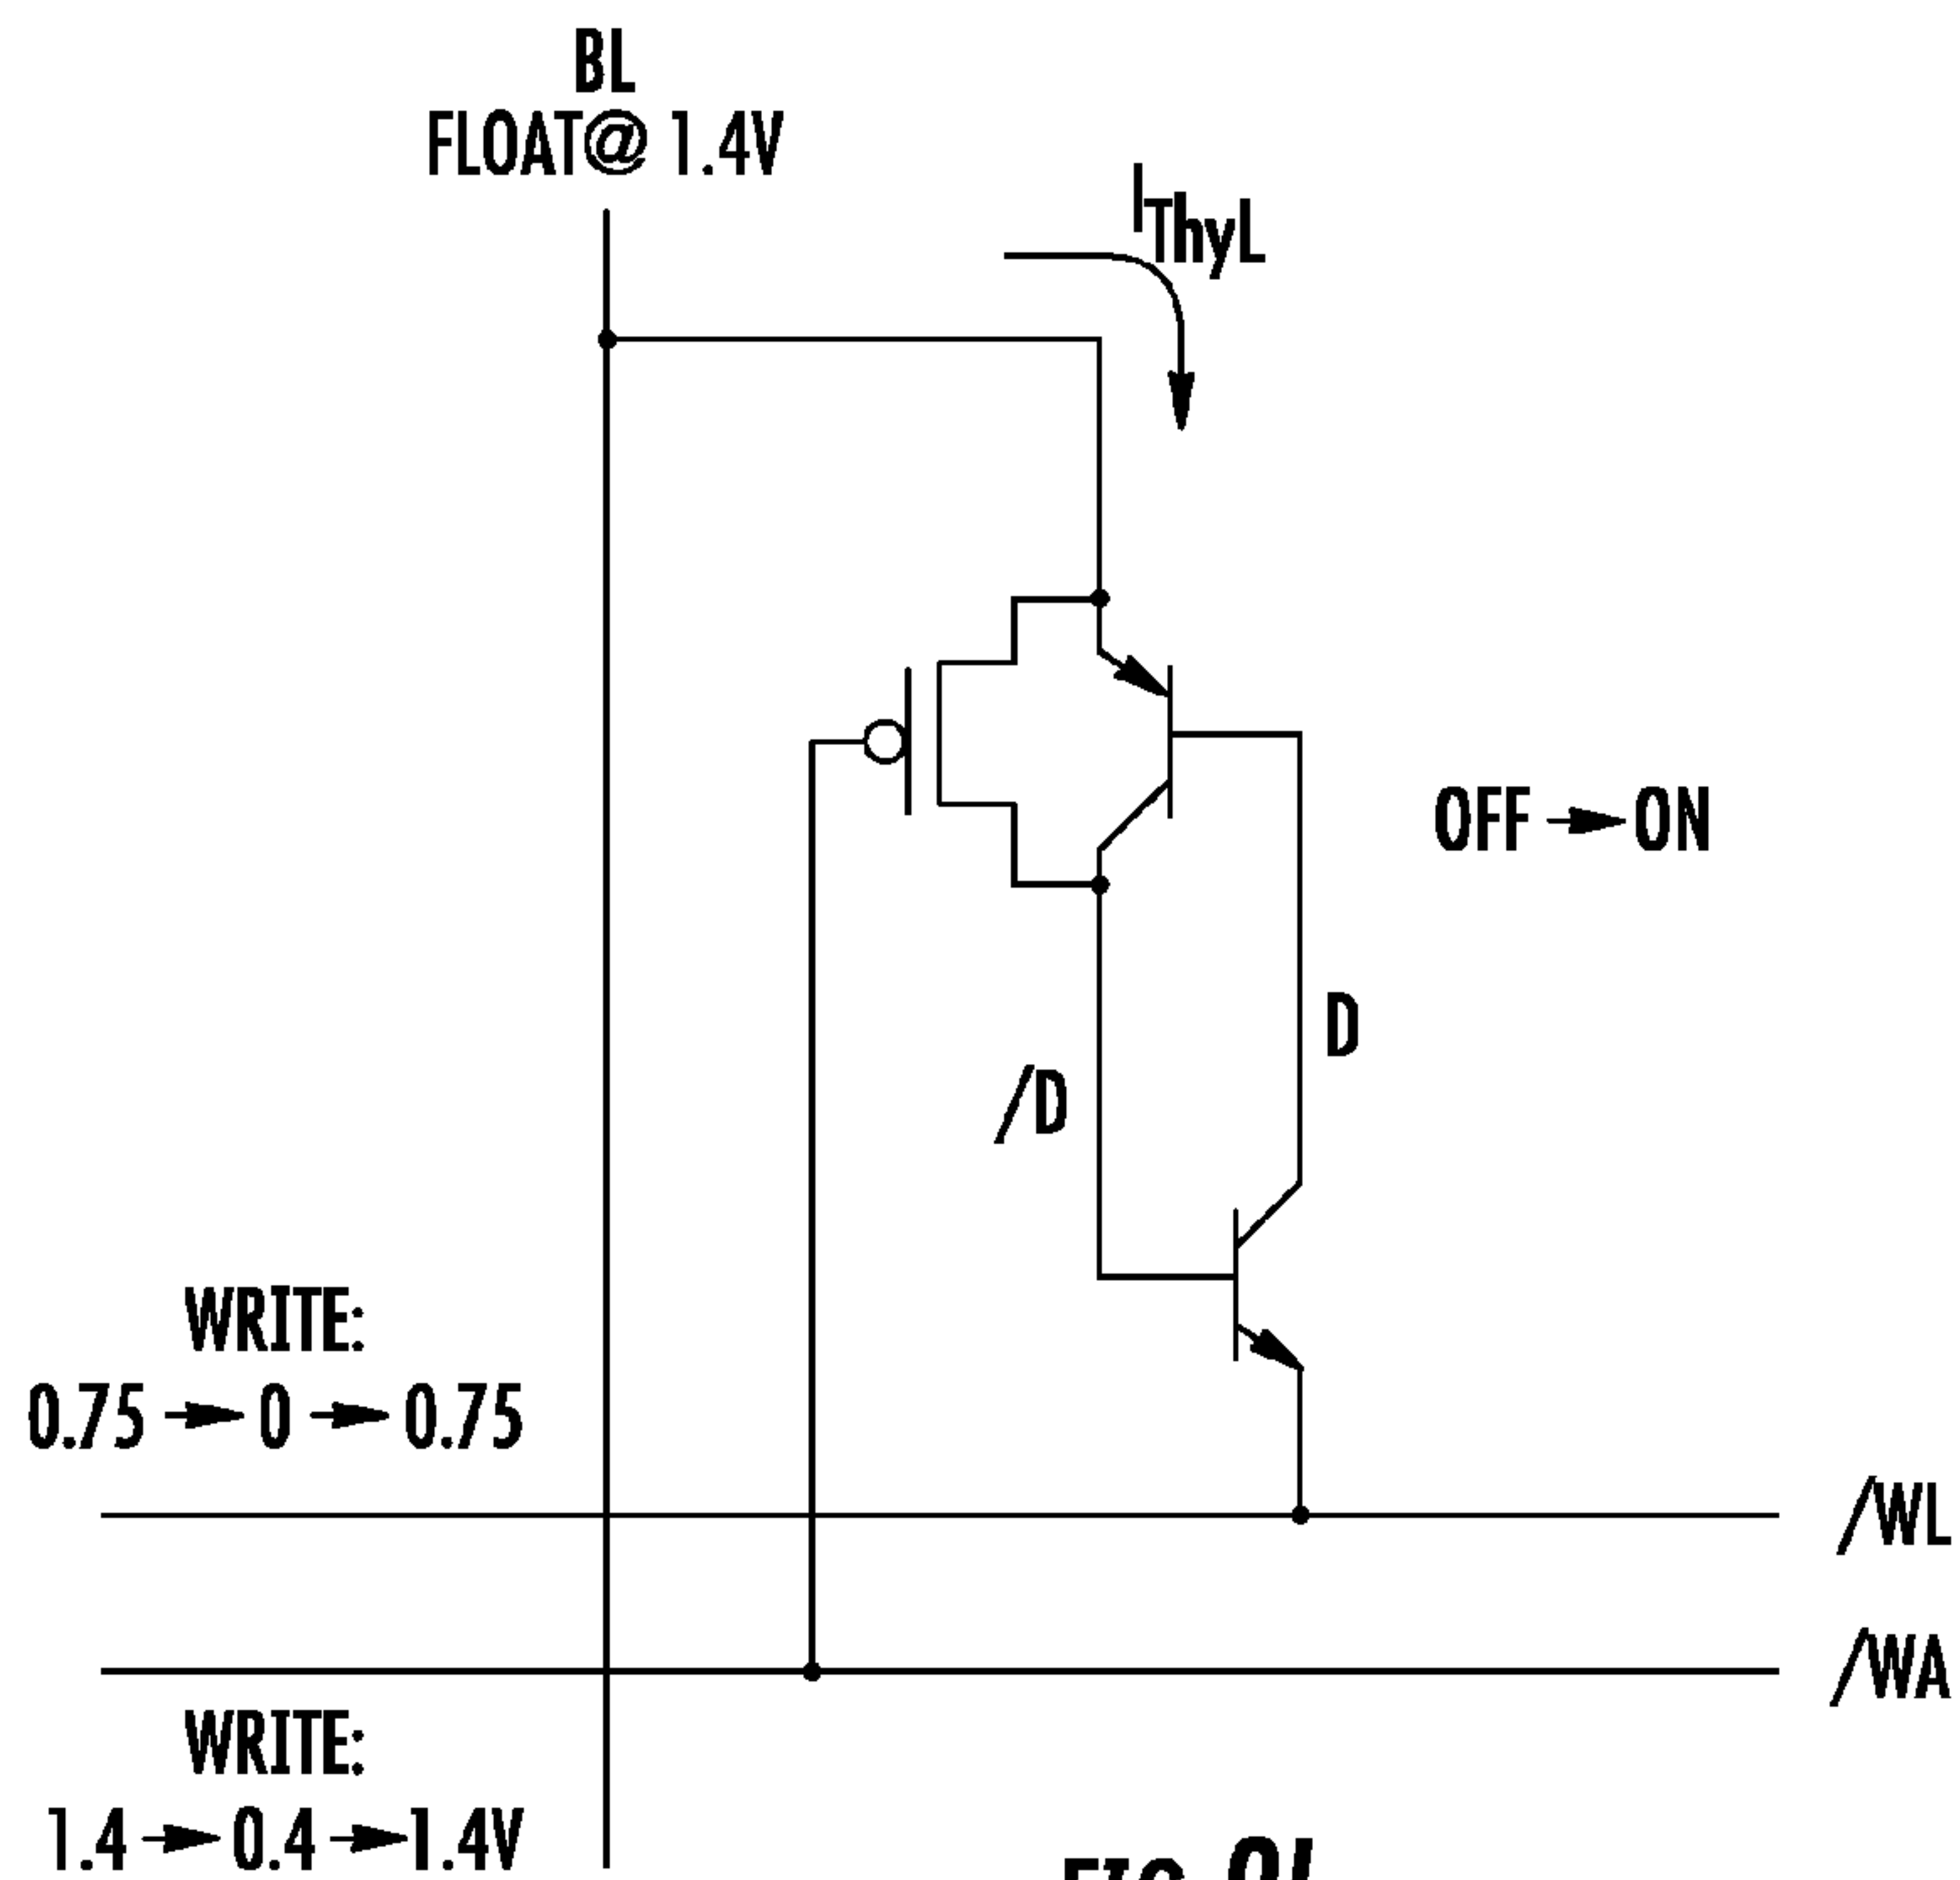 BL
FLOAT@ 1.4V
IThyL
OFF → ON
D
/D
WRITE:
0.75 → 0 → 0.75
/WL
/WA
WRITE:
1.4 → 0.4 → 1.4V